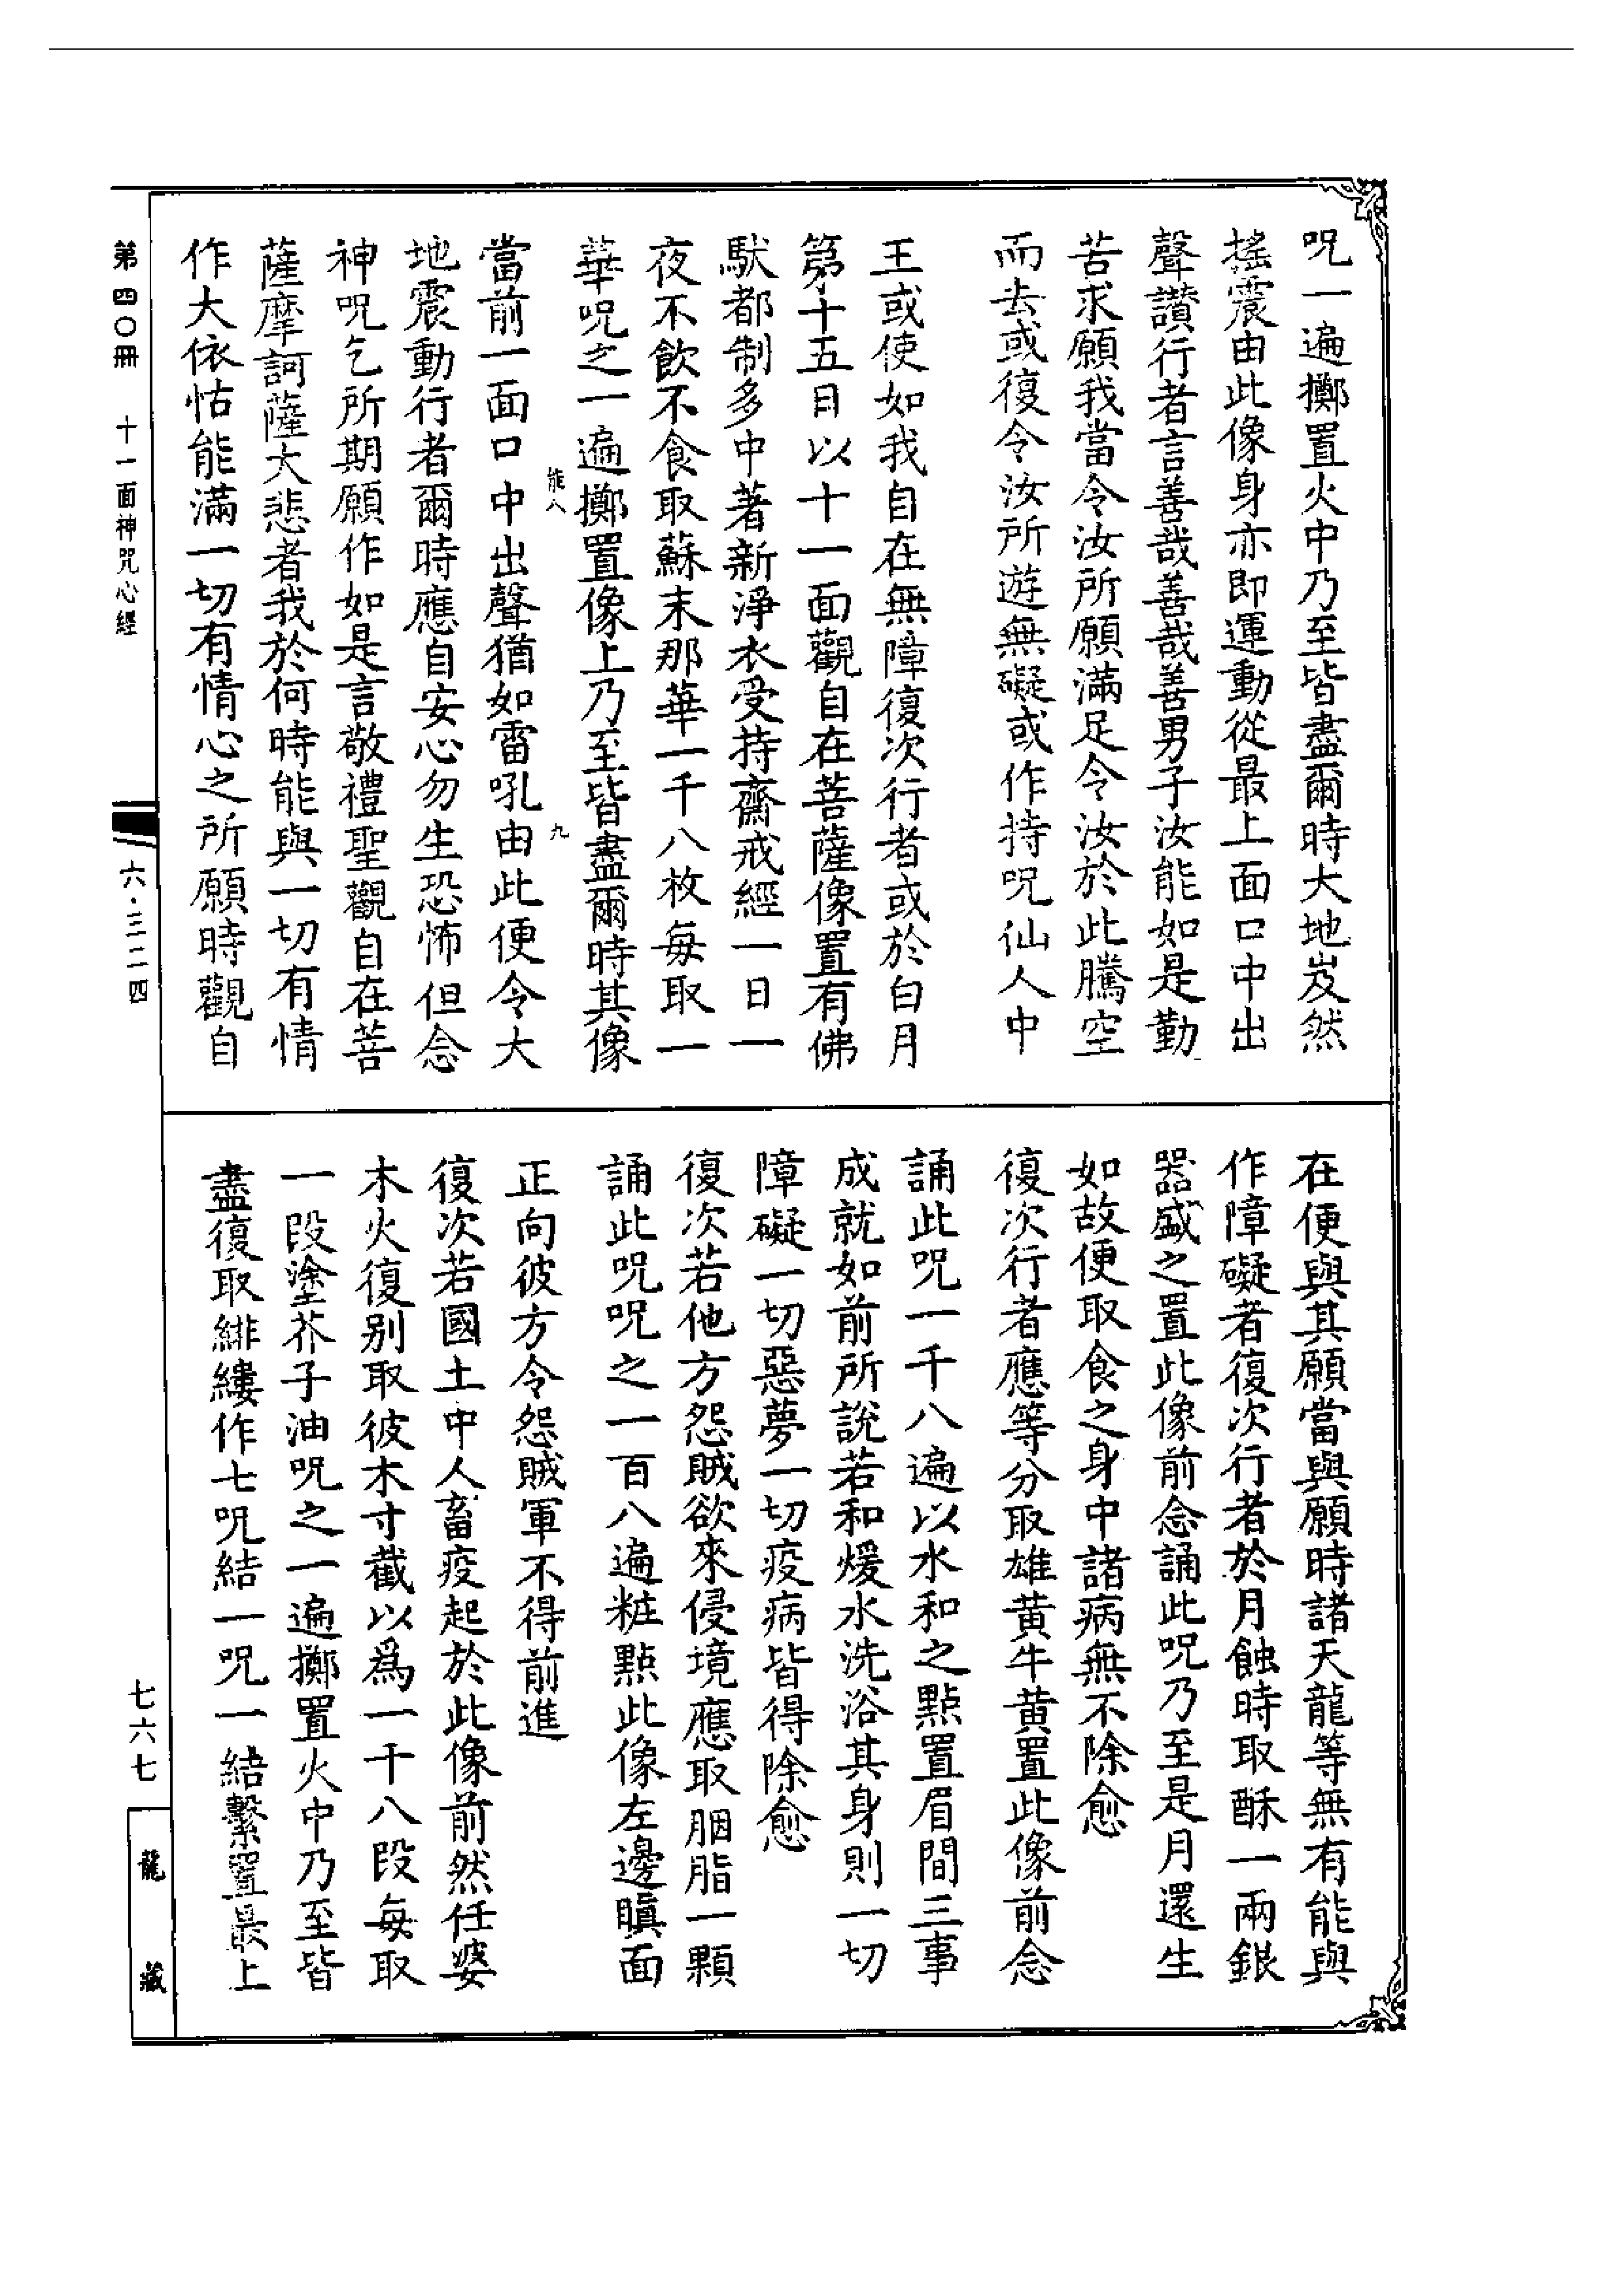 呪一遍擲置火中乃至皆盡爾時大地岌然
搖震由此像身亦即運動從最上面口中出
聲讃行者言善哉善哉善男子汝能如是勤
苦求願我當令汝所願滿足令汝於此騰空
而去或復令汝所遊無礙或作持呪仙人中
王或使如我自在無障復次行者或於白月
第十五日以十一面觀自在菩薩像置有佛
䭾都制多中著新淨衣受持齋戒經一日一
夜不飲不食取蘇末那華一千八枚每取一
華呪之一遍擲置像上乃至皆盡爾時其像
能八
九
當前一面口中出聲猶如雷吼由此便令大
地震動行者爾時應自安心勿生恐怖但念
神呪乞所期願作如是言敬禮聖觀自在菩
薩摩訶薩大悲者我於何時能與一切有情
作大依怙能滿一切有情心之所願時觀自
在便與其願當與願時諸天龍等無有能與
作障礙者復次行者於月蝕時取酥一兩銀
器盛之置此像前念誦此呪乃至是月還生
如故便取食之身中諸病無不除愈
復次行者應等分取雄黄牛黄置此像前念
誦此呪一千八遍以水和之點置眉間三事
成就如前所說若和煖水洗浴其身則一切
障礙一切惡夢一切疫病皆得除愈
復次若他方怨賊欲來侵境應取胭脂一顆
誦此呪呪之一百八遍粧點此像左邊瞋面
正向彼方令怨賊軍不得前進
復次若國土中人畜疫起於此像前然任婆
木火復别取彼木寸截以爲一千八段每取
一段塗芥子油呪之一遍擲置火中乃至皆
盡復取緋縷作七呪結一呪一結繫置最上
第四〇冊 十一面神咒心經
六·三二四
七六七
龍藏